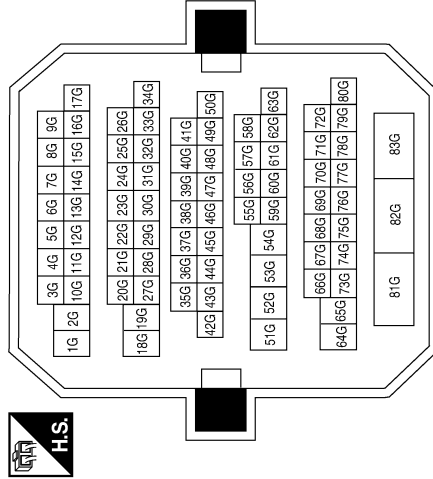 H.S.
3G 4G 5G 6G 7G 8G 9G
1G 2G
10G 11G 12G 13G 14G 15G 16G 17G
20G 21G 22G 23G 24G 25G 26G
18G 19G
27G 28G 29G 30G 31G 32G 33G 34G
35G 36G 37G 38G 39G 40G 41G
42G 43G 44G 45G 46G 47G 48G 49G 50G
55G 56G 57G 58G
51G 52G 53G 54G
59G 60G 61G 62G 63G
66G 67G 68G 69G 70G 71G 72G
64G 65G
73G 74G 75G 76G 77G 78G 79G 80G
81G 82G 83G